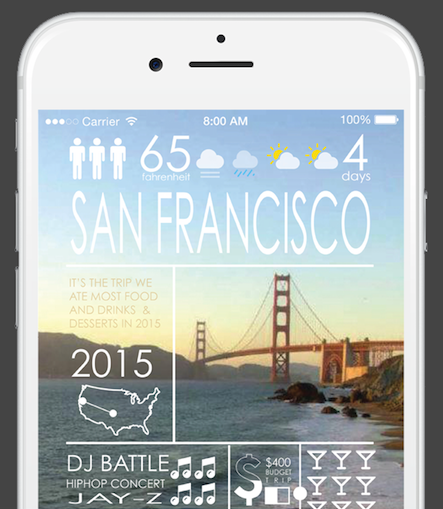 Carrier 8:00 AM 100%
65
fahrenheit
4
days
SAN FRANCISCO
IT'S THE TRIP WE
ATE MOST FOOD
AND DRINKS &
DESSERTS IN 2015
2015
DJ BATTLE
HIPHOP CONCERT
JAY-Z
$400
BUDGET
TRIP